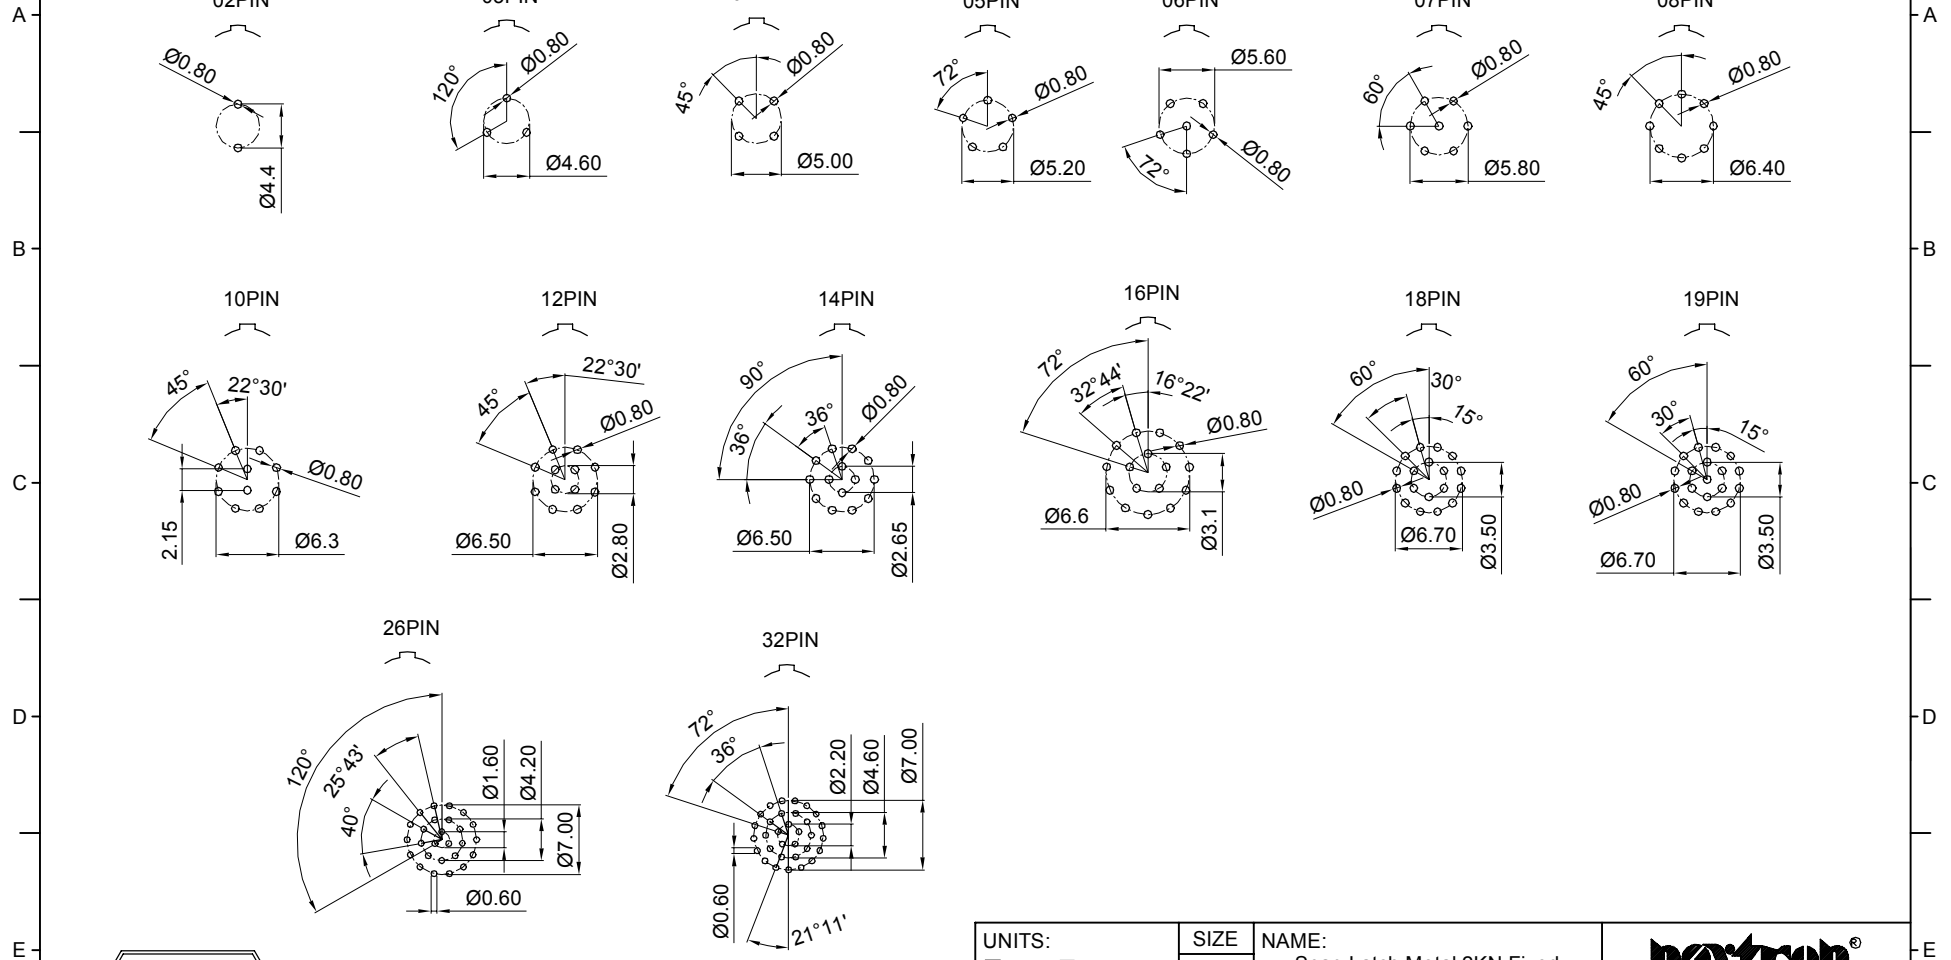 A
02PIN
05PIN
06PIN
07PIN
08PIN
A
Ø0.80
Ø4.4
120°
Ø0.80
Ø4.60
45°
Ø0.80
Ø5.00
72°
Ø0.80
Ø5.20
Ø5.60
Ø0.80
72°
60°
Ø0.80
Ø5.80
45°
Ø0.80
Ø6.40
B
B
10PIN
12PIN
14PIN
16PIN
18PIN
19PIN
45°
22°30'
Ø0.80
2.15
Ø6.3
45°
22°30'
Ø0.80
Ø6.50
Ø2.80
90°
36°
36°
Ø0.80
Ø6.50
Ø2.65
72°
32°44'
16°22'
Ø0.80
Ø6.6
Ø3.1
60°
30°
15°
Ø0.80
Ø6.70
Ø3.50
60°
30°
15°
Ø0.80
Ø6.70
Ø3.50
C
C
26PIN
32PIN
D
D
120°
25°43'
40°
Ø1.60
Ø4.20
Ø7.00
Ø0.60
72°
36°
Ø2.20
Ø4.60
Ø7.00
Ø0.60
21°11'
E
UNITS:
SIZE
NAME:
®
E